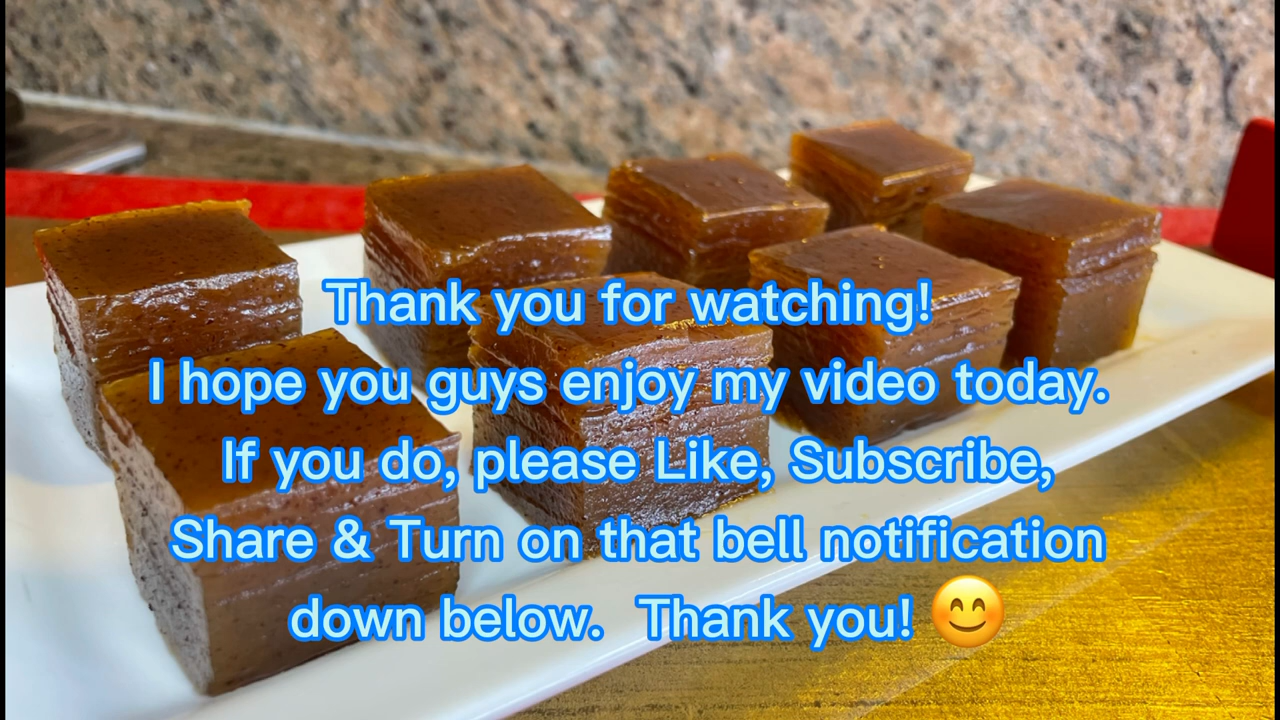 Thank you for watching!
I hope you guys enjoy my video today.
If you do, please Like, Subscribe,
Share & Turn on that bell notification
down below. Thank you! 😊